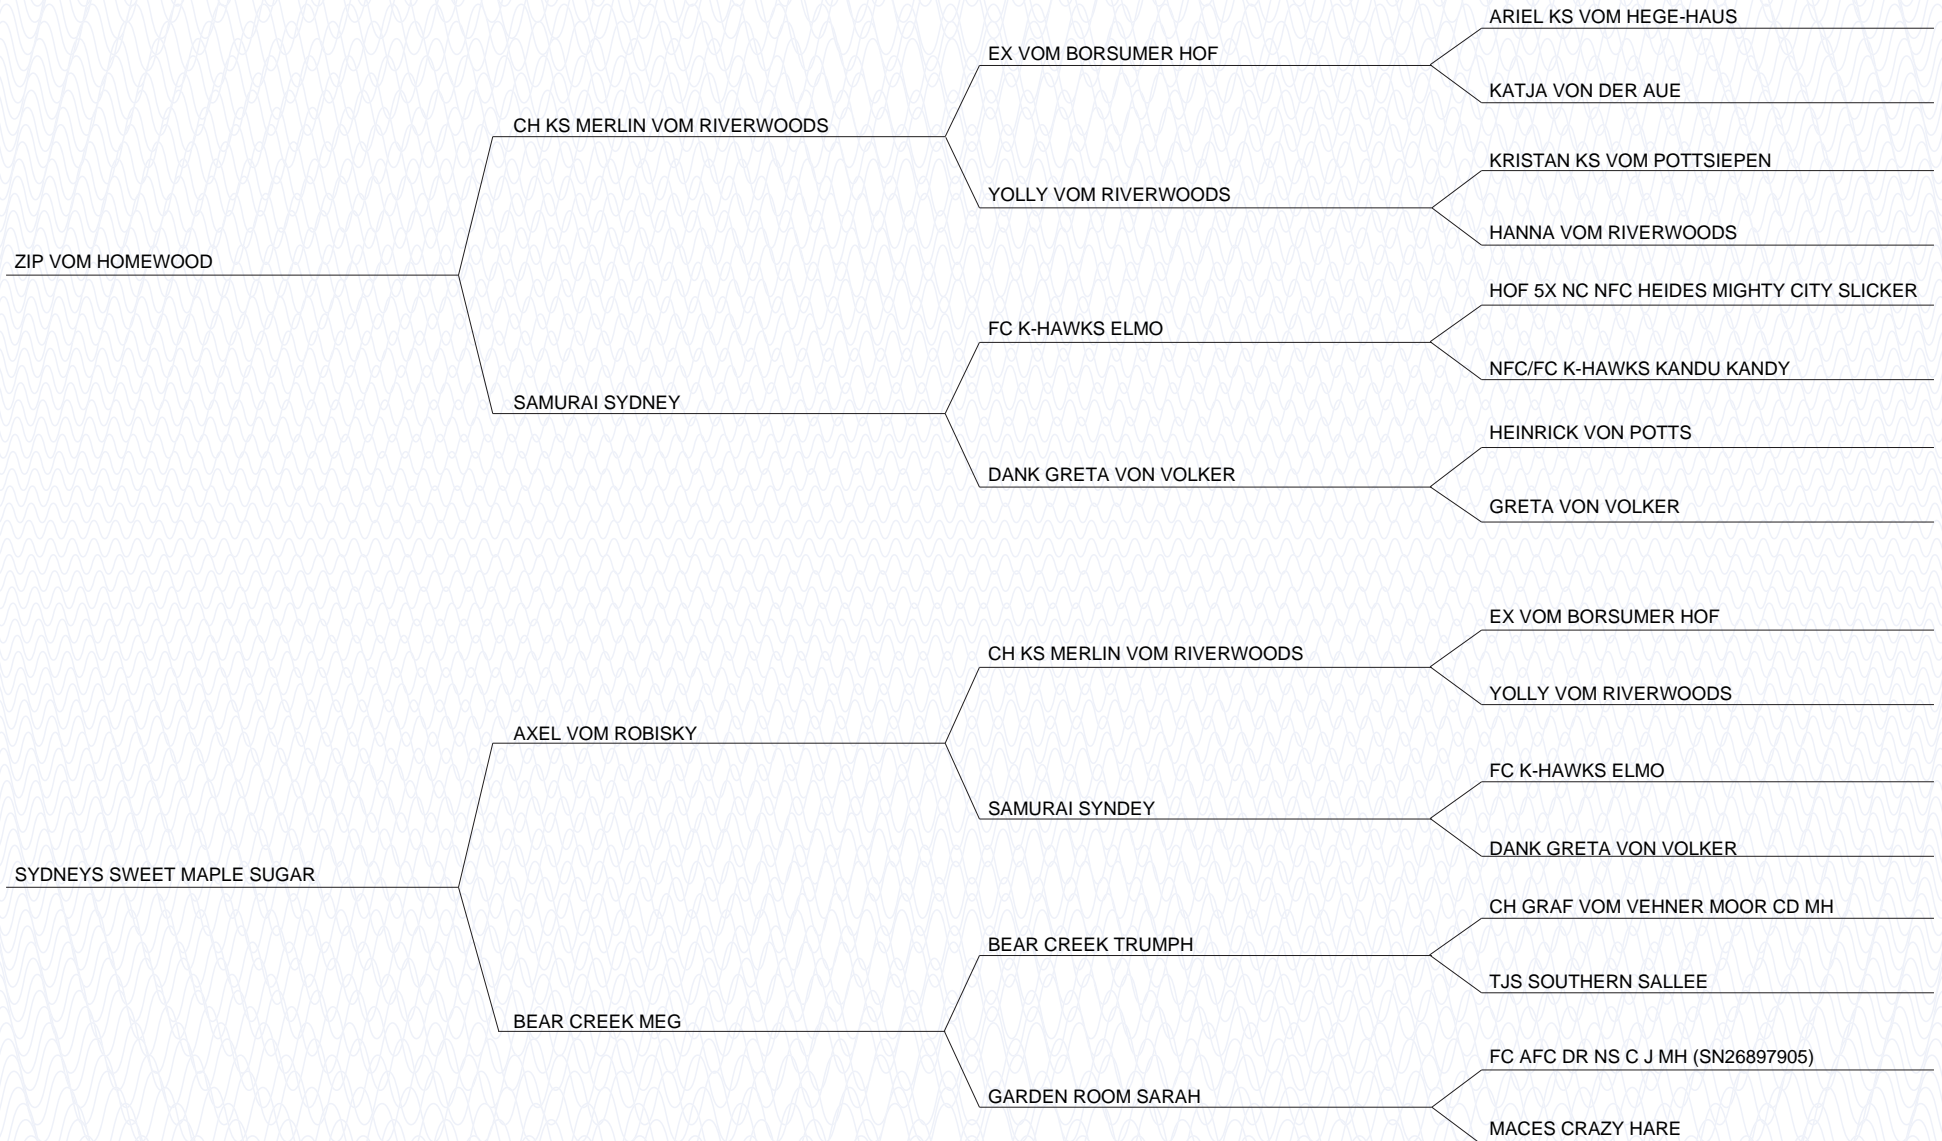 ARIEL KS VOM HEGE-HAUS
EX VOM BORSUMER HOF
KATJA VON DER AUE
CH KS MERLIN VOM RIVERWOODS
KRISTAN KS VOM POTTSIEPEN
YOLLY VOM RIVERWOODS
HANNA VOM RIVERWOODS
ZIP VOM HOMEWOOD
HOF 5X NC NFC HEIDES MIGHTY CITY SLICKER
FC K-HAWKS ELMO
NFC/FC K-HAWKS KANDU KANDY
SAMURAI SYDNEY
HEINRICK VON POTTS
DANK GRETA VON VOLKER
GRETA VON VOLKER
EX VOM BORSUMER HOF
CH KS MERLIN VOM RIVERWOODS
YOLLY VOM RIVERWOODS
AXEL VOM ROBISKY
FC K-HAWKS ELMO
SAMURAI SYNDEY
DANK GRETA VON VOLKER
SYDNEYS SWEET MAPLE SUGAR
CH GRAF VOM VEHNER MOOR CD MH
BEAR CREEK TRUMPH
TJS SOUTHERN SALLEE
BEAR CREEK MEG
FC AFC DR NS C J MH (SN26897905)
GARDEN ROOM SARAH
MACES CRAZY HARE